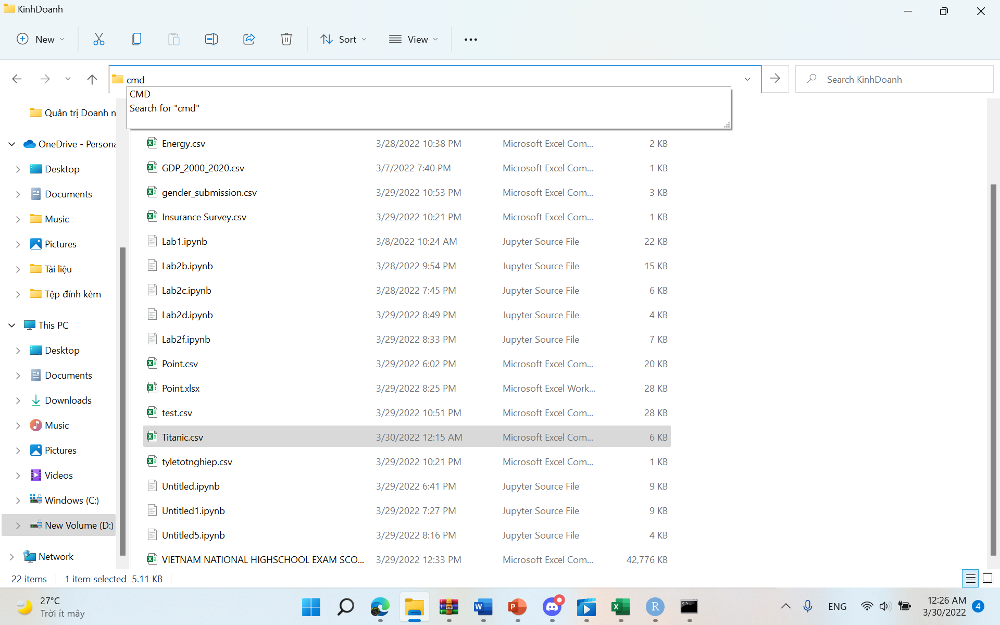 KinhDoanh
New
Sort
View
cmd
Search KinhDoanh
CMD
Search for "cmd"
Quản trị Doanh n
OneDrive - Persona
Desktop
Documents
Music
Pictures
Tài liệu
Tệp đính kèm
This PC
Desktop
Documents
Downloads
Music
Pictures
Videos
Windows (C:)
New Volume (D:)
Network
Energy.csv 3/28/2022 10:38 PM Microsoft Excel Com... 2 KB
GDP_2000_2020.csv 3/7/2022 7:40 PM Microsoft Excel Com... 1 KB
gender_submission.csv 3/29/2022 10:53 PM Microsoft Excel Com... 3 KB
Insurance Survey.csv 3/29/2022 10:21 PM Microsoft Excel Com... 1 KB
Lab1.ipynb 3/8/2022 10:24 AM Jupyter Source File 22 KB
Lab2b.ipynb 3/28/2022 9:54 PM Jupyter Source File 15 KB
Lab2c.ipynb 3/28/2022 7:45 PM Jupyter Source File 6 KB
Lab2d.ipynb 3/29/2022 8:49 PM Jupyter Source File 4 KB
Lab2f.ipynb 3/29/2022 8:33 PM Jupyter Source File 7 KB
Point.csv 3/29/2022 6:02 PM Microsoft Excel Com... 20 KB
Point.xlsx 3/29/2022 8:25 PM Microsoft Excel Work... 28 KB
test.csv 3/29/2022 10:51 PM Microsoft Excel Com... 28 KB
Titanic.csv 3/30/2022 12:15 AM Microsoft Excel Com... 6 KB
tyletotnghiep.csv 3/29/2022 10:21 PM Microsoft Excel Com... 1 KB
Untitled.ipynb 3/29/2022 6:41 PM Jupyter Source File 9 KB
Untitled1.ipynb 3/29/2022 7:27 PM Jupyter Source File 9 KB
Untitled5.ipynb 3/29/2022 8:16 PM Jupyter Source File 4 KB
VIETNAM NATIONAL HIGHSCHOOL EXAM SCO... 3/29/2022 12:33 PM Microsoft Excel Com... 42,776 KB
22 items 1 item selected 5.11 KB
27°C
Trời ít mây
ENG
12:26 AM
3/30/2022
4